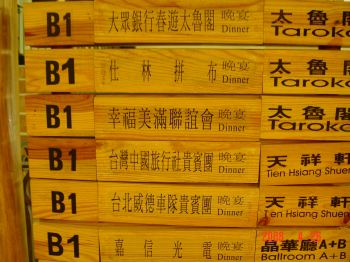 B1 大眾銀行春遊太魯閣 晚宴 Dinner 太魯閣
Taroko
B1 仕林拼布 晚宴 Dinner 太魯閣
Taroko
B1 幸福美滿聯誼會 晚宴 Dinner 太魯閣
Taroko
B1 台灣中國旅行社貴賓團 晚宴 Dinner 天祥軒
Tien Hsiang Shuen
B1 台北威德車隊貴賓團 晚宴 Dinner 天祥軒
Tien Hsiang Shuen
B1 嘉信光電 晚宴 Dinner 晶華廳A+B
Ballroom A+B